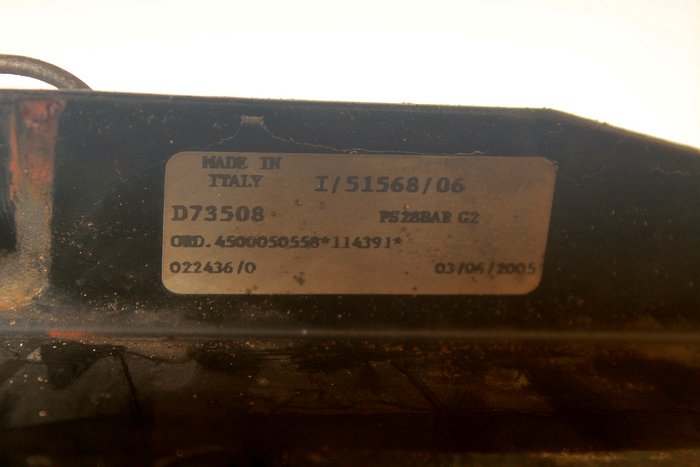 MADE IN
ITALY I/51568/06
D73508 PS28BAR G2
ORD.4500050558*114391*
022436/0 03/06/2005